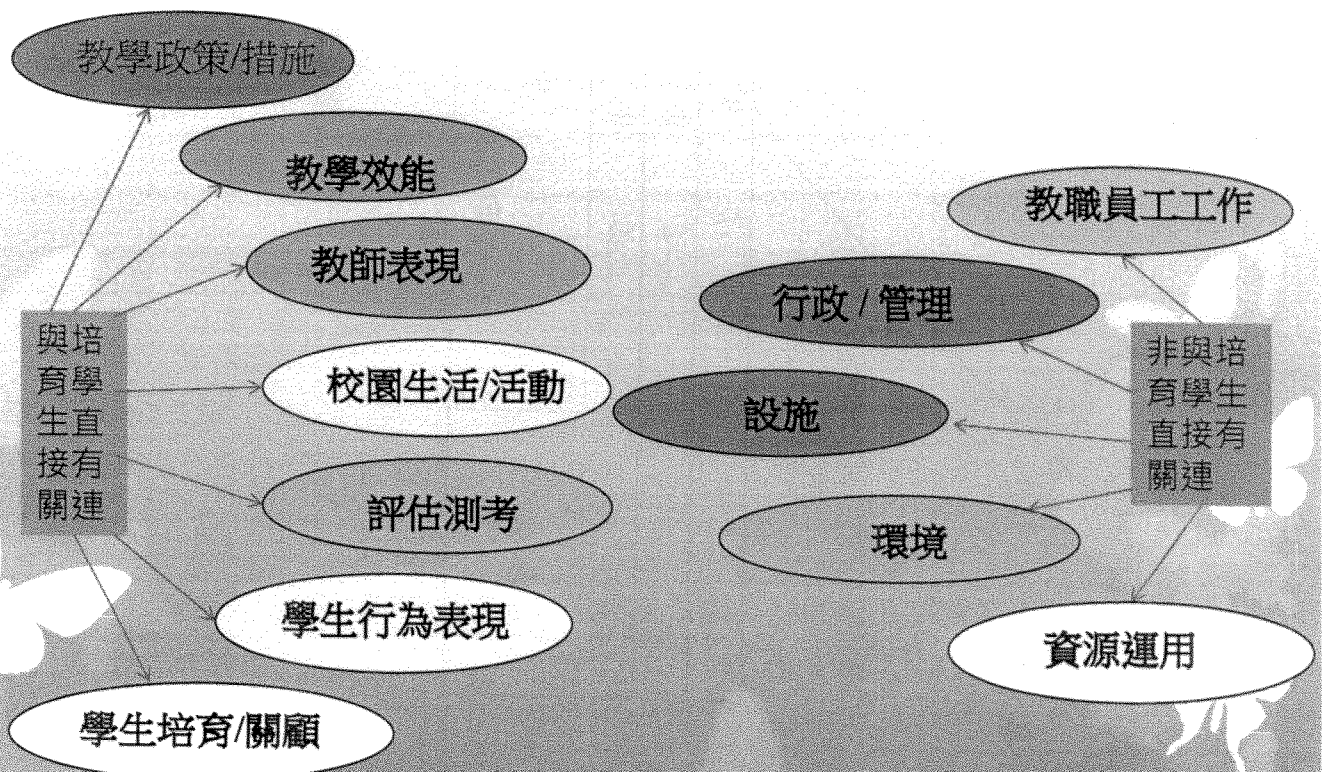 教學政策/措施
教學效能
教師表現
校園生活/活動
評估測考
學生行為表現
學生培育/關顧
與培
育學
生直
接有
關連
教職員工工作
行政 / 管理
設施
環境
資源運用
非與培
育學生
直接有
關連